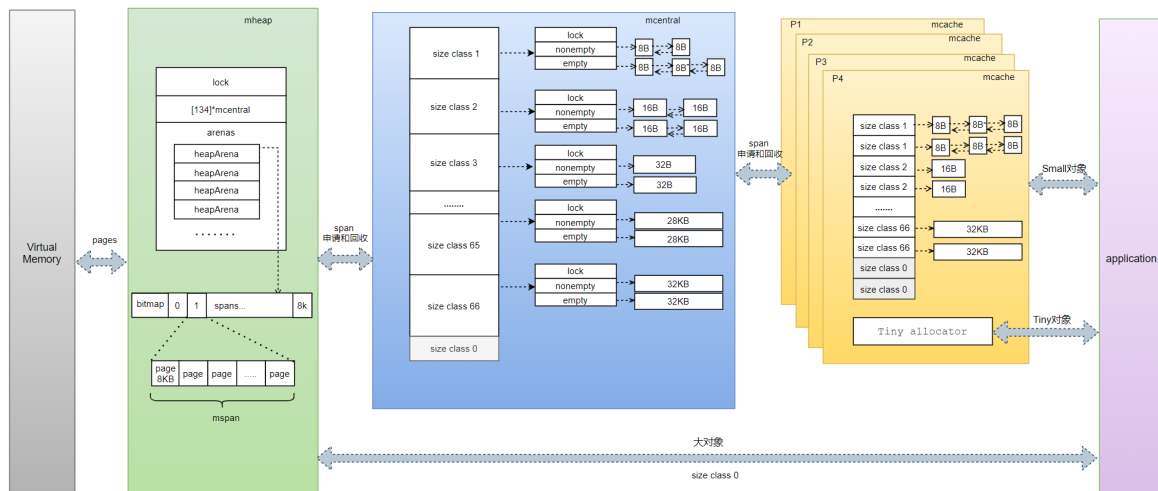 Virtual
Memory
pages
mheap
lock
[134]*mcentral
arenas
heapArena
heapArena
heapArena
heapArena
.......
bitmap
0
1
spans...
8k
page
8KB
page
page
.....
page
mspan
span
申请和回收
mcentral
size class 1
size class 2
size class 3
........
size class 65
size class 66
size class 0
lock
nonempty
empty
8B
8B
8B
8B
8B
lock
nonempty
empty
16B
16B
16B
16B
lock
nonempty
empty
32B
32B
lock
nonempty
empty
28KB
28KB
lock
nonempty
empty
32KB
32KB
span
申请和回收
P1
mcache
P2
mcache
P3
mcache
P4
mcache
size class 1
8B
8B
8B
size class 1
8B
8B
8B
size class 2
16B
size class 2
16B
.......
size class 66
32KB
size class 66
32KB
size class 0
size class 0
Tiny allocator
Small对象
Tiny对象
application
大对象
size class 0